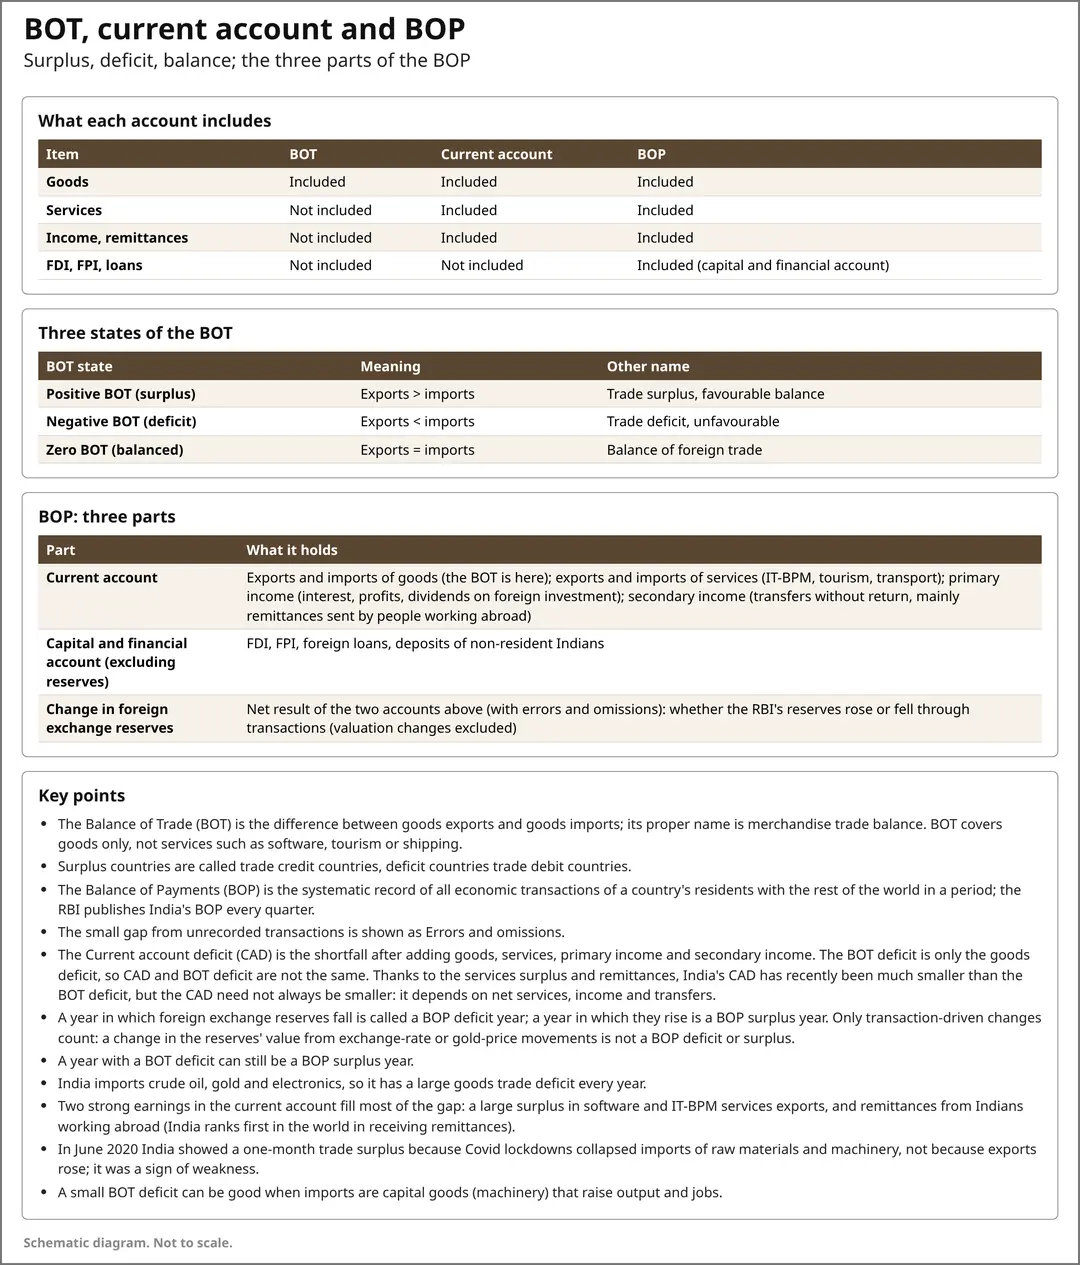 BOT, current account and BOP
Surplus, deficit, balance; the three parts of the BOP
What each account includes
Item BOT Current account BOP
Goods Included Included Included
Services Not included Included Included
Income, remittances Not included Included Included
FDI, FPI, loans Not included Not included Included (capital and financial account)
Three states of the BOT
BOT state Meaning Other name
Positive BOT (surplus) Exports > imports Trade surplus, favourable balance
Negative BOT (deficit) Exports < imports Trade deficit, unfavourable
Zero BOT (balanced) Exports = imports Balance of foreign trade
BOP: three parts
Part What it holds
Current account Exports and imports of goods (the BOT is here); exports and imports of services (IT-BPM, tourism, transport); primary
income (interest, profits, dividends on foreign investment); secondary income (transfers without return, mainly
remittances sent by people working abroad)
Capital and financial FDI, FPI, foreign loans, deposits of non-resident Indians
account (excluding
reserves)
Change in foreign Net result of the two accounts above (with errors and omissions): whether the RBI's reserves rose or fell through
exchange reserves transactions (valuation changes excluded)
Key points
• The Balance of Trade (BOT) is the difference between goods exports and goods imports; its proper name is merchandise trade balance. BOT covers
goods only, not services such as software, tourism or shipping.
• Surplus countries are called trade credit countries, deficit countries trade debit countries.
• The Balance of Payments (BOP) is the systematic record of all economic transactions of a country's residents with the rest of the world in a period; the
RBI publishes India's BOP every quarter.
• The small gap from unrecorded transactions is shown as Errors and omissions.
• The Current account deficit (CAD) is the shortfall after adding goods, services, primary income and secondary income. The BOT deficit is only the goods
deficit, so CAD and BOT deficit are not the same. Thanks to the services surplus and remittances, India's CAD has recently been much smaller than the
BOT deficit, but the CAD need not always be smaller: it depends on net services, income and transfers.
• A year in which foreign exchange reserves fall is called a BOP deficit year; a year in which they rise is a BOP surplus year. Only transaction-driven changes
count: a change in the reserves' value from exchange-rate or gold-price movements is not a BOP deficit or surplus.
• A year with a BOT deficit can still be a BOP surplus year.
• India imports crude oil, gold and electronics, so it has a large goods trade deficit every year.
• Two strong earnings in the current account fill most of the gap: a large surplus in software and IT-BPM services exports, and remittances from Indians
working abroad (India ranks first in the world in receiving remittances).
• In June 2020 India showed a one-month trade surplus because Covid lockdowns collapsed imports of raw materials and machinery, not because exports
rose; it was a sign of weakness.
• A small BOT deficit can be good when imports are capital goods (machinery) that raise output and jobs.
Schematic diagram. Not to scale.